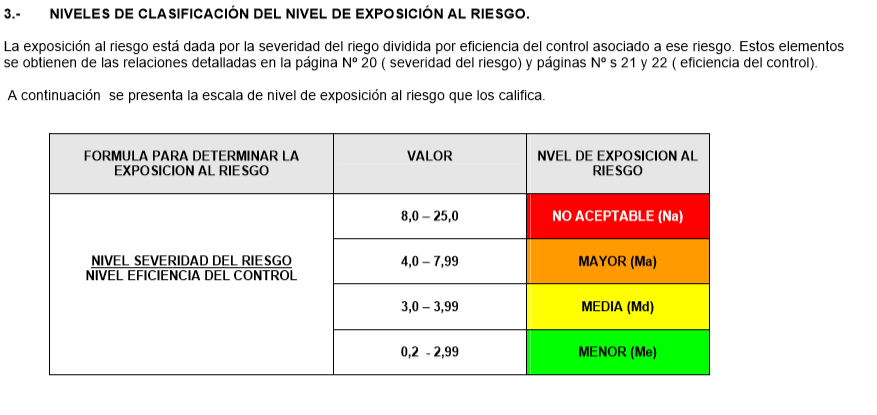 3.- NIVELES DE CLASIFICACIÓN DEL NIVEL DE EXPOSICIÓN AL RIESGO.
La exposición al riesgo está dada por la severidad del riego dividida por eficiencia del control asociado a ese riesgo. Estos elementos
se obtienen de las relaciones detalladas en la página Nº 20 ( severidad del riesgo) y páginas Nº s 21 y 22 ( eficiencia del control).
A continuación se presenta la escala de nivel de exposición al riesgo que los califica.
FORMULA PARA DETERMINAR LA
EXPOSICION AL RIESGO
VALOR
NVEL DE EXPOSICION AL
RIESGO
NIVEL SEVERIDAD DEL RIESGO
NIVEL EFICIENCIA DEL CONTROL
8,0 – 25,0
NO ACEPTABLE (Na)
4,0 – 7,99
MAYOR (Ma)
3,0 – 3,99
MEDIA (Md)
0,2 - 2,99
MENOR (Me)